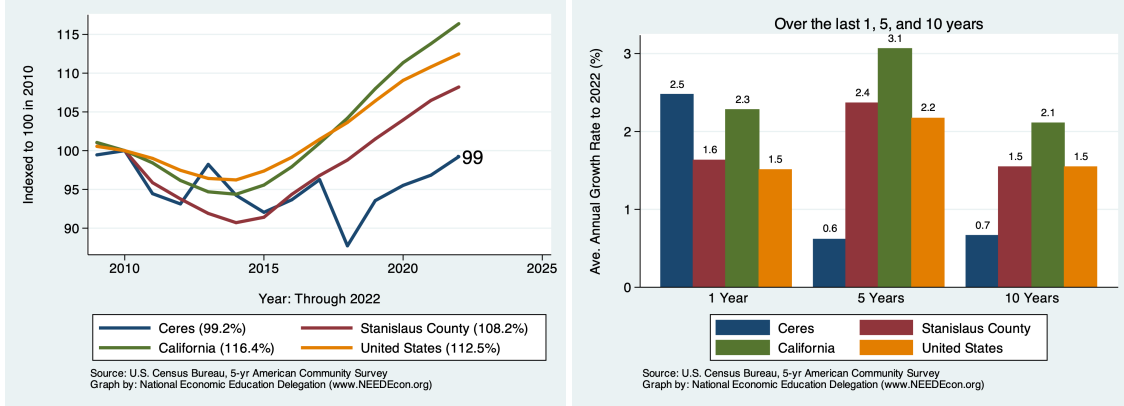 Indexed to 100 in 2010
115
110
105
100
95
90
99
2010
2015
2020
2025
Year: Through 2022
Ceres (99.2%)
Stanislaus County (108.2%)
California (116.4%)
United States (112.5%)
Source: U.S. Census Bureau, 5-yr American Community Survey
Graph by: National Economic Education Delegation (www.NEEDEcon.org)
Over the last 1, 5, and 10 years
Ave. Annual Growth Rate to 2022 (%)
3
2
1
0
2.5
1.6
2.3
1.5
0.6
2.4
3.1
2.2
0.7
1.5
2.1
1.5
1 Year
5 Years
10 Years
Ceres
Stanislaus County
California
United States
Source: U.S. Census Bureau, 5-yr American Community Survey
Graph by: National Economic Education Delegation (www.NEEDEcon.org)